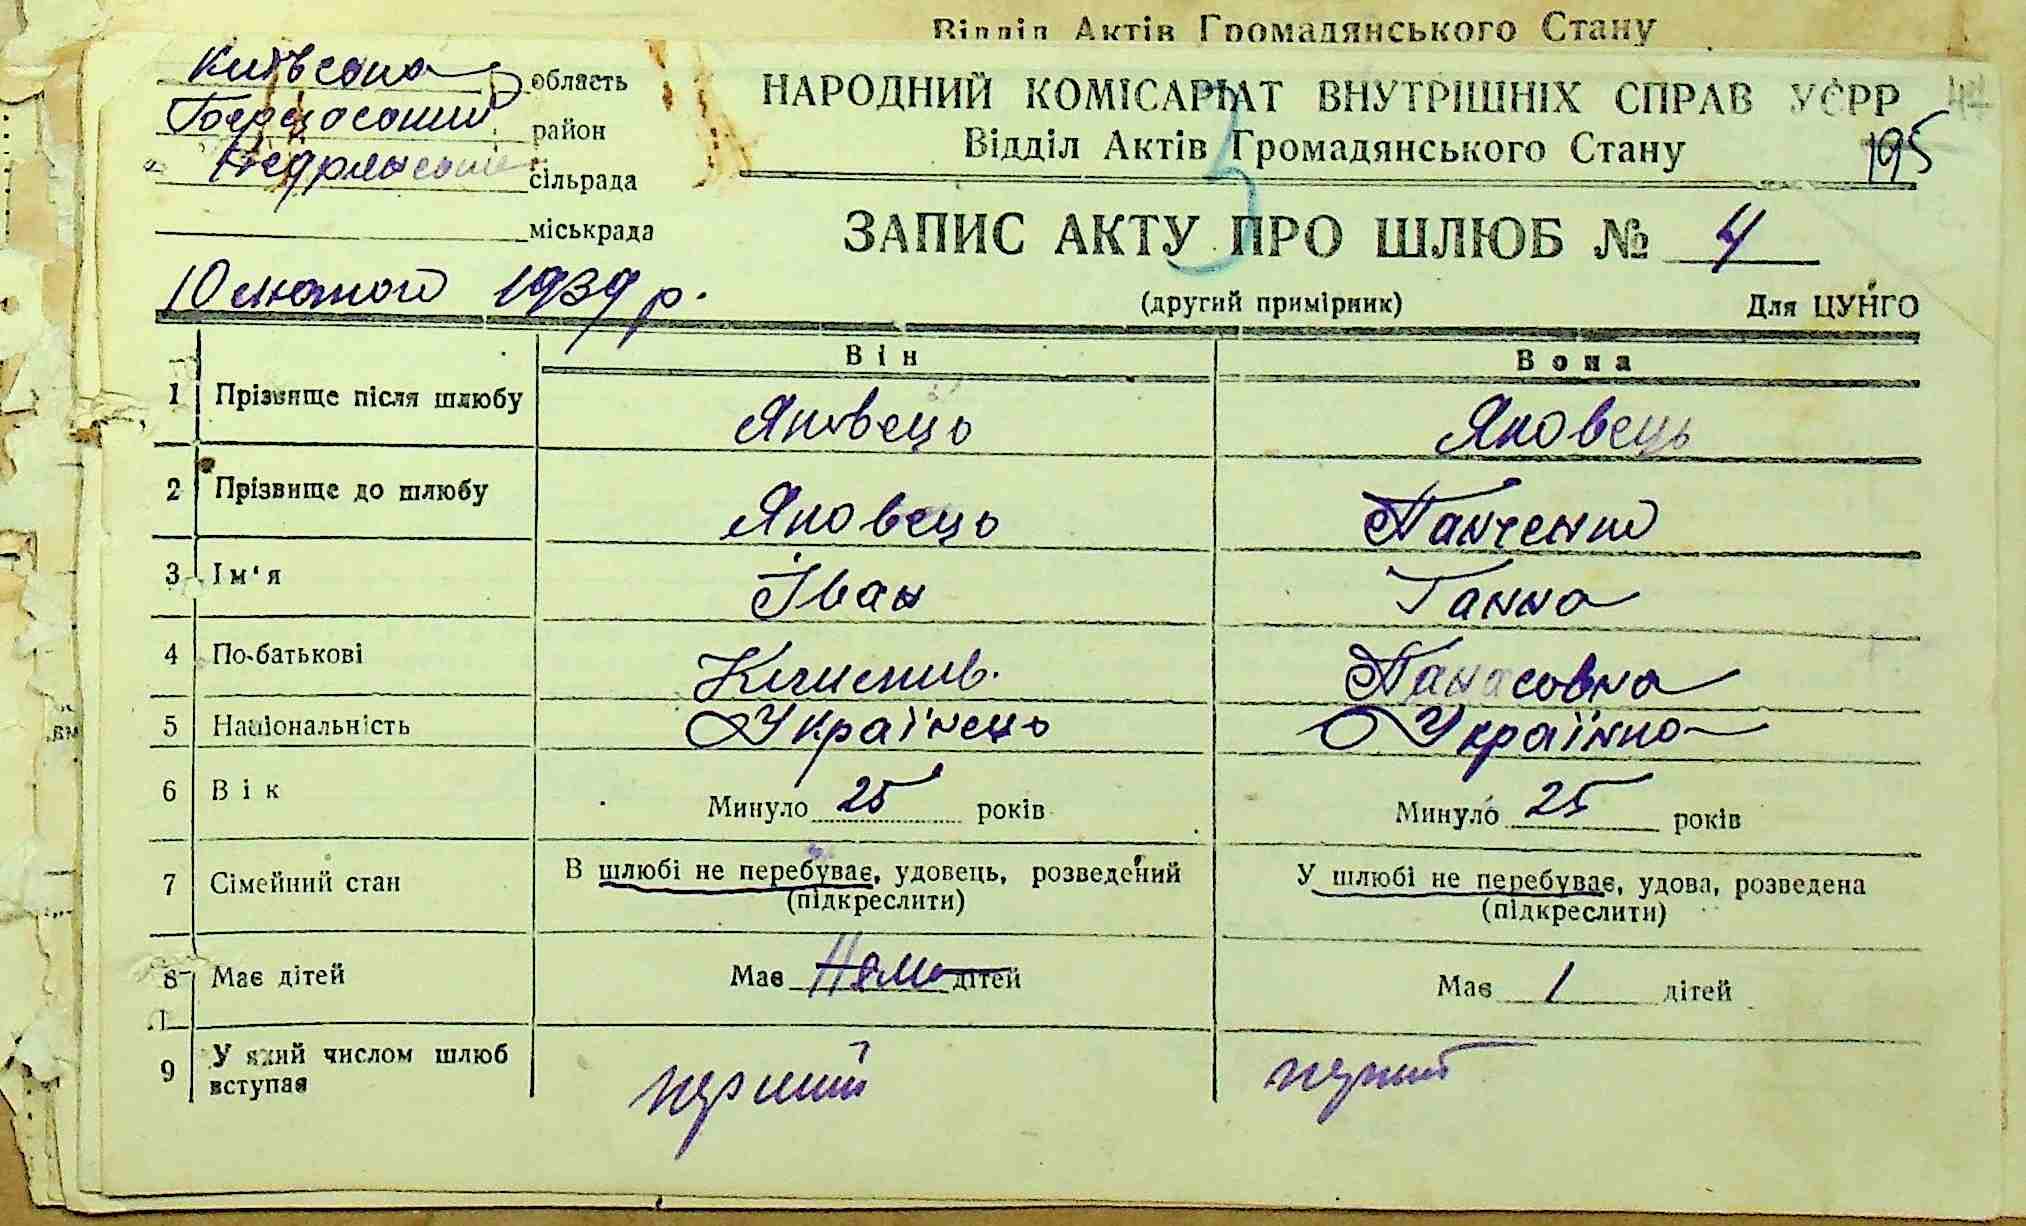 Відділ Актів Громадянського Стану
Київська область
район
сільрада
міськрада
НАРОДНИЙ КОМІСАРІАТ ВНУТРІШНІХ СПРАВ УСРР
Відділ Актів Громадянського Стану
195
ЗАПИС АКТУ ПРО ШЛЮБ № 4
10 лютого 1939 р.
(другий примірник) Для ЦУНГО
Він Вона
1 Прізвище після шлюбу Яковець Яковець
2 Прізвище до шлюбу Яковець Панченко
3 Ім'я Іван Ганна
4 По-батькові Панасовна
5 Національність Українець Українка
6 Вік Минуло 25 років Минуло 25 років
7 Сімейний стан В шлюбі не перебуває, удовець, розведений У шлюбі не перебуває, удова, розведена
(підкреслити) (підкреслити)
8 Має дітей Має Нема дітей Має 1 дітей
9 У який числом шлюб
вступає перший перший